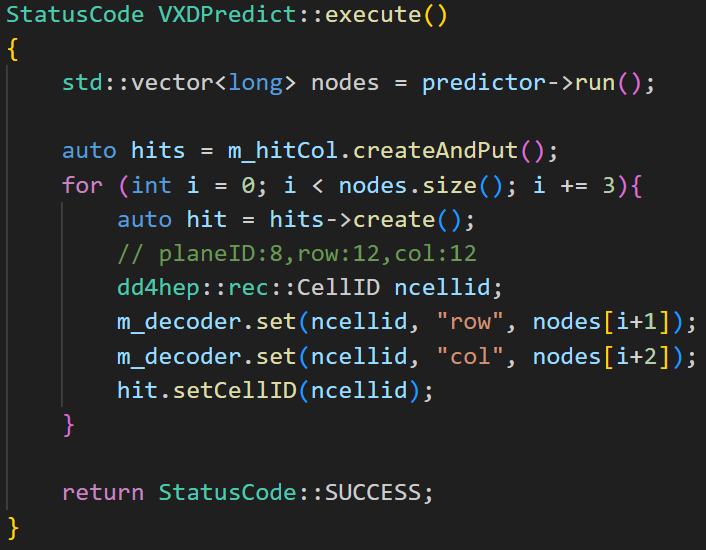 StatusCode VXDPredict::execute()
{
    std::vector<long> nodes = predictor->run();

    auto hits = m_hitCol.createAndPut();
    for (int i = 0; i < nodes.size(); i += 3){
        auto hit = hits->create();
        // planeID:8,row:12,col:12
        dd4hep::rec::CellID ncellid;
        m_decoder.set(ncellid, "row", nodes[i+1]);
        m_decoder.set(ncellid, "col", nodes[i+2]);
        hit.setCellID(ncellid);
    }

    return StatusCode::SUCCESS;
}